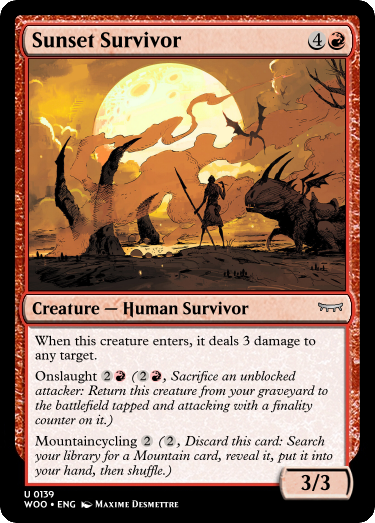 Sunset Survivor 4
Creature — Human Survivor
When this creature enters, it deals 3 damage to
any target.
Onslaught 2 (2, Sacrifice an unblocked
attacker: Return this creature from your graveyard to
the battlefield tapped and attacking with a finality
counter on it.)
Mountaincycling 2 (2, Discard this card: Search
your library for a Mountain card, reveal it, put it into
your hand, then shuffle.)
3/3
U 0139
WOO • ENG Maxime Desmettre